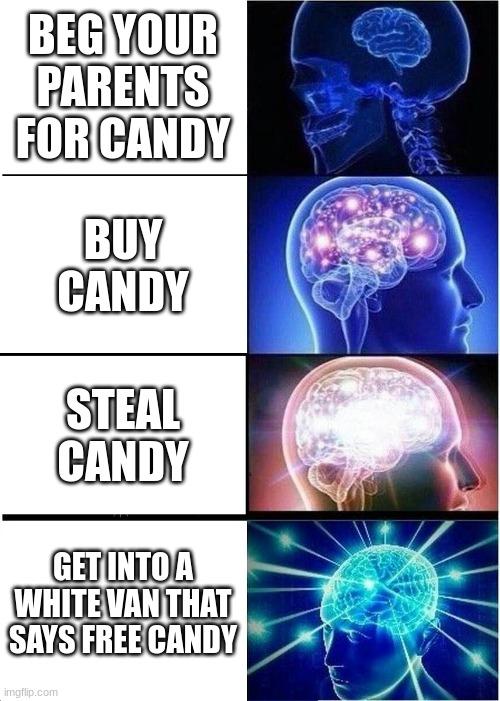 BEG YOUR
PARENTS
FOR CANDY
BUY
CANDY
STEAL
CANDY
GET INTO A
WHITE VAN THAT
SAYS FREE CANDY
imgflip.com